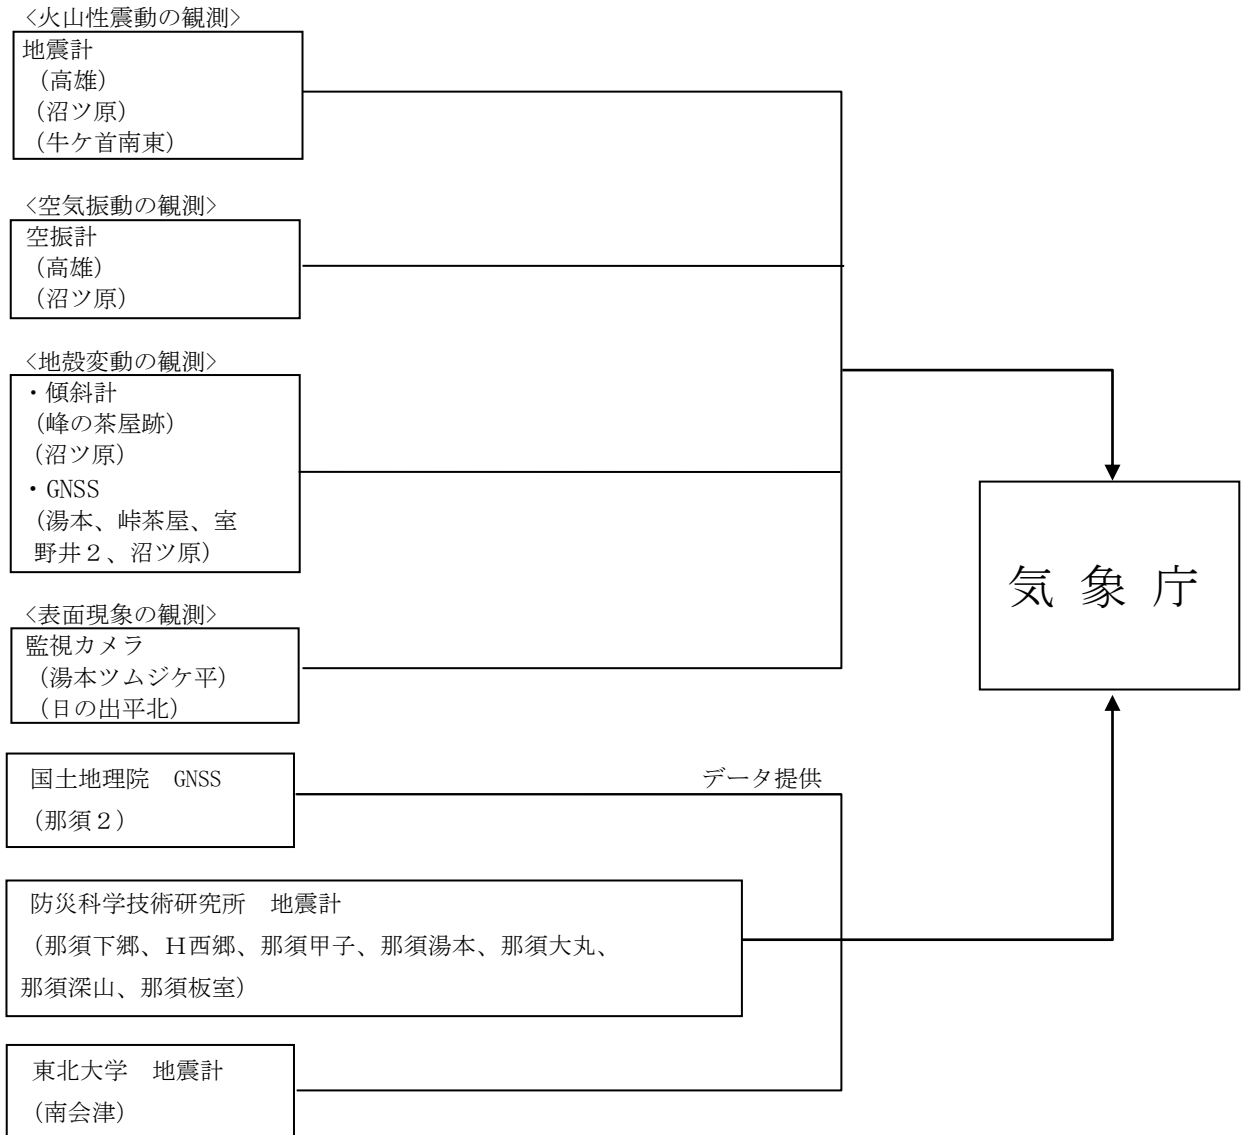 <火山性震動の観測>
地震計
（高雄）
（沼ツ原）
（牛ケ首南東）
<空気振動の観測>
空振計
（高雄）
（沼ツ原）
<地殻変動の観測>
・傾斜計
（峰の茶屋跡）
（沼ツ原）
・GNSS
（湯本、峠茶屋、室
野井２、沼ツ原）
<表面現象の観測>
監視カメラ
（湯本ツムジケ平）
（日の出平北）
気 象 庁
国土地理院　GNSS
（那須２）
データ提供
防災科学技術研究所　地震計
（那須下郷、Ｈ西郷、那須甲子、那須湯本、那須大丸、
那須深山、那須板室）
東北大学　地震計
（南会津）